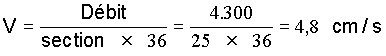 V = Débit / section × 36 = 4.300 / 25 × 36 = 4,8 cm / s